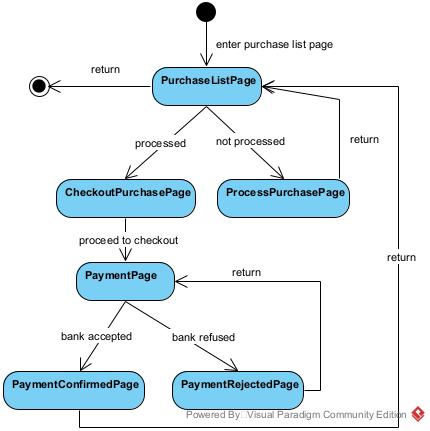 enter purchase list page
return
PurchaseListPage
processed
not processed
return
CheckoutPurchasePage
ProcessPurchasePage
proceed to checkout
return
PaymentPage
return
bank accepted
bank refused
PaymentConfirmedPage
PaymentRejectedPage
Powered By: Visual Paradigm Community Edition